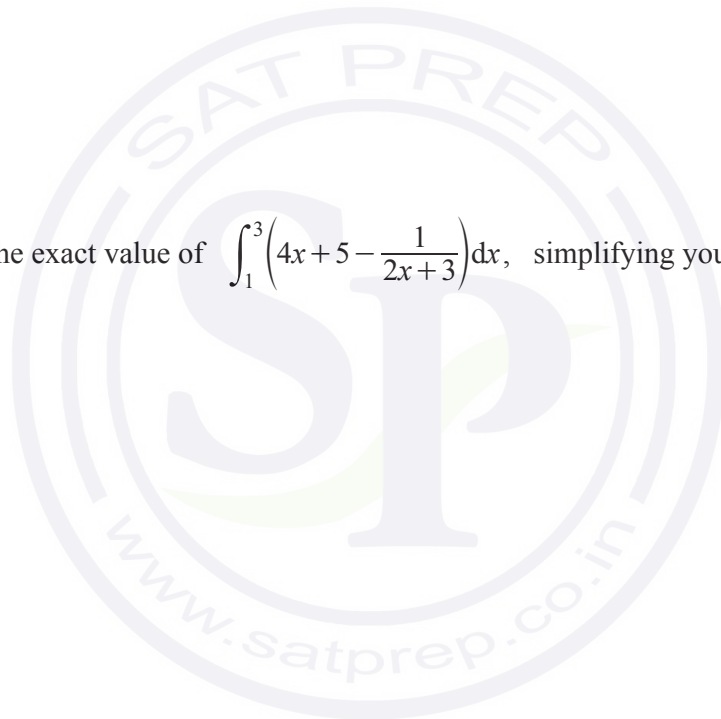 SAT PREP
he exact value of ∫₁³(4x+5−1/(2x+3))dx, simplifying you
SP
www.satprep.co.in